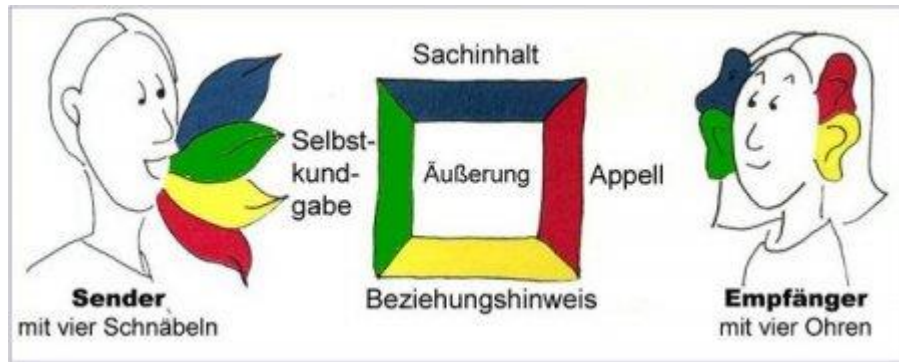 Sachinhalt
Selbst-
kund-
gabe
Äußerung
Appell
Beziehungshinweis
Sender
mit vier Schnäbeln
Empfänger
mit vier Ohren